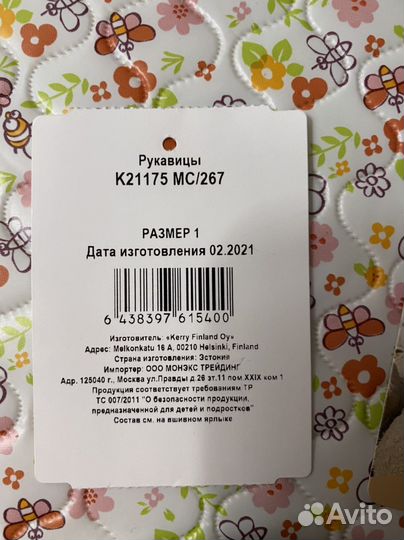 Рукавицы
K21175 MC/267
РАЗМЕР 1
Дата изготовления 02.2021
6 438397 615400
Изготовитель: «Kerry Finland Oy»
Адрес: Melkonkatu 16 A, 00210 Helsinki, Finland
Страна изготовления: Эстония
Импортер: ООО МОНЭКС ТРЕЙДИНГ
Адр. 125040 г., Москва ул.Правды д.26 эт.11 пом XXIX ком 1
Продукция соответствует требованиям ТР
ТС 007/2011 "О безопасности продукции,
предназначенной для детей и подростков"
Состав см. на вшивном ярлыке
Avito